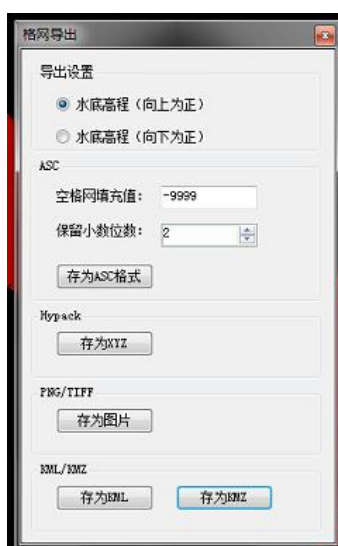 格网导出
导出设置
水底高程（向上为正）
水底高程（向下为正）
ASC
空格网填充值： -9999
保留小数位数： 2
存为ASC格式
Hypack
存为XYZ
PNG/TIFF
存为图片
KML/KMZ
存为KML 存为KMZ